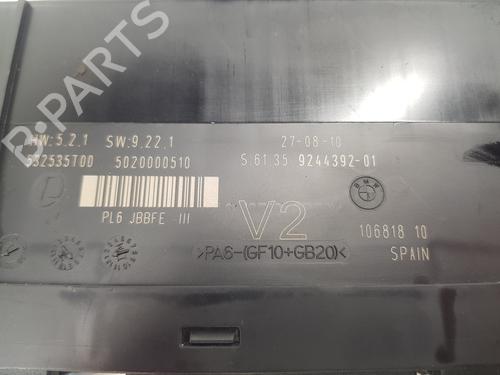 B-PARTS
HW:5.2.1 SW:9.22.1 27-08-10
532535T00 5020000510 S.61.35 9244392-01
PL6 JBBFE -III
V2
BMW
106818 10
>PA6-(GF10+GB20)< SPAIN